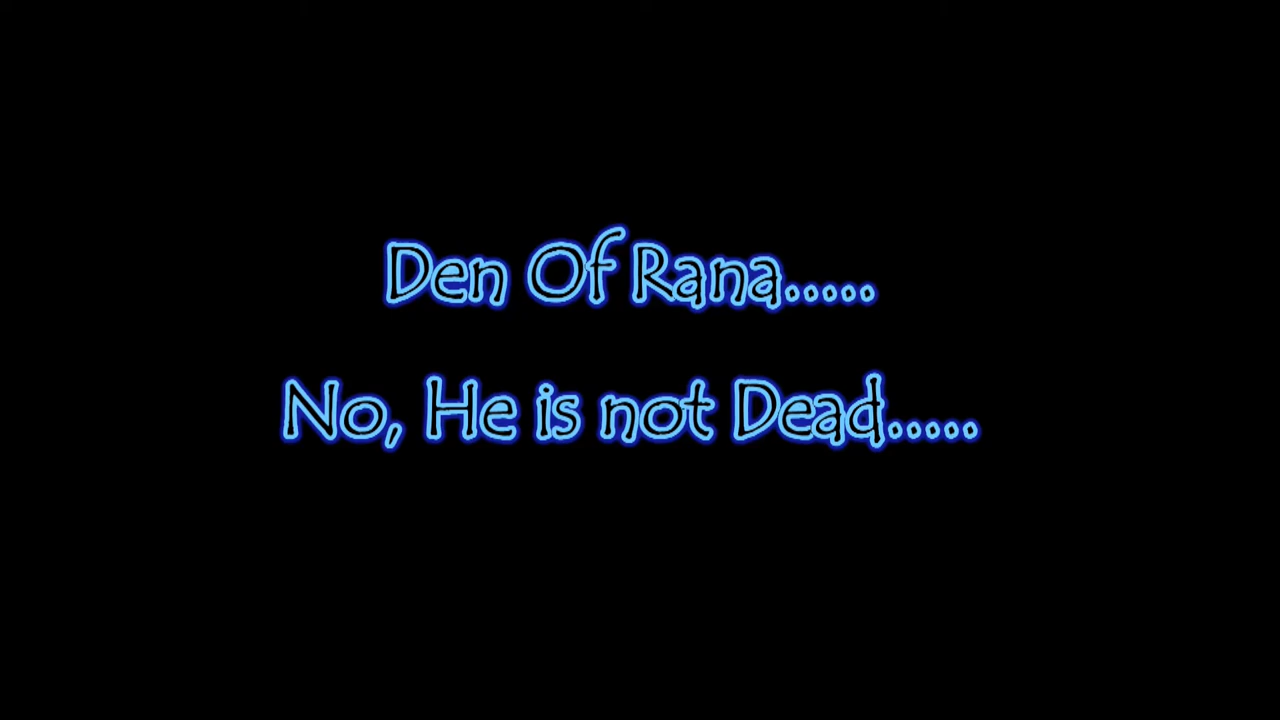 Den Of Rana.....
No, He is not Dead.....